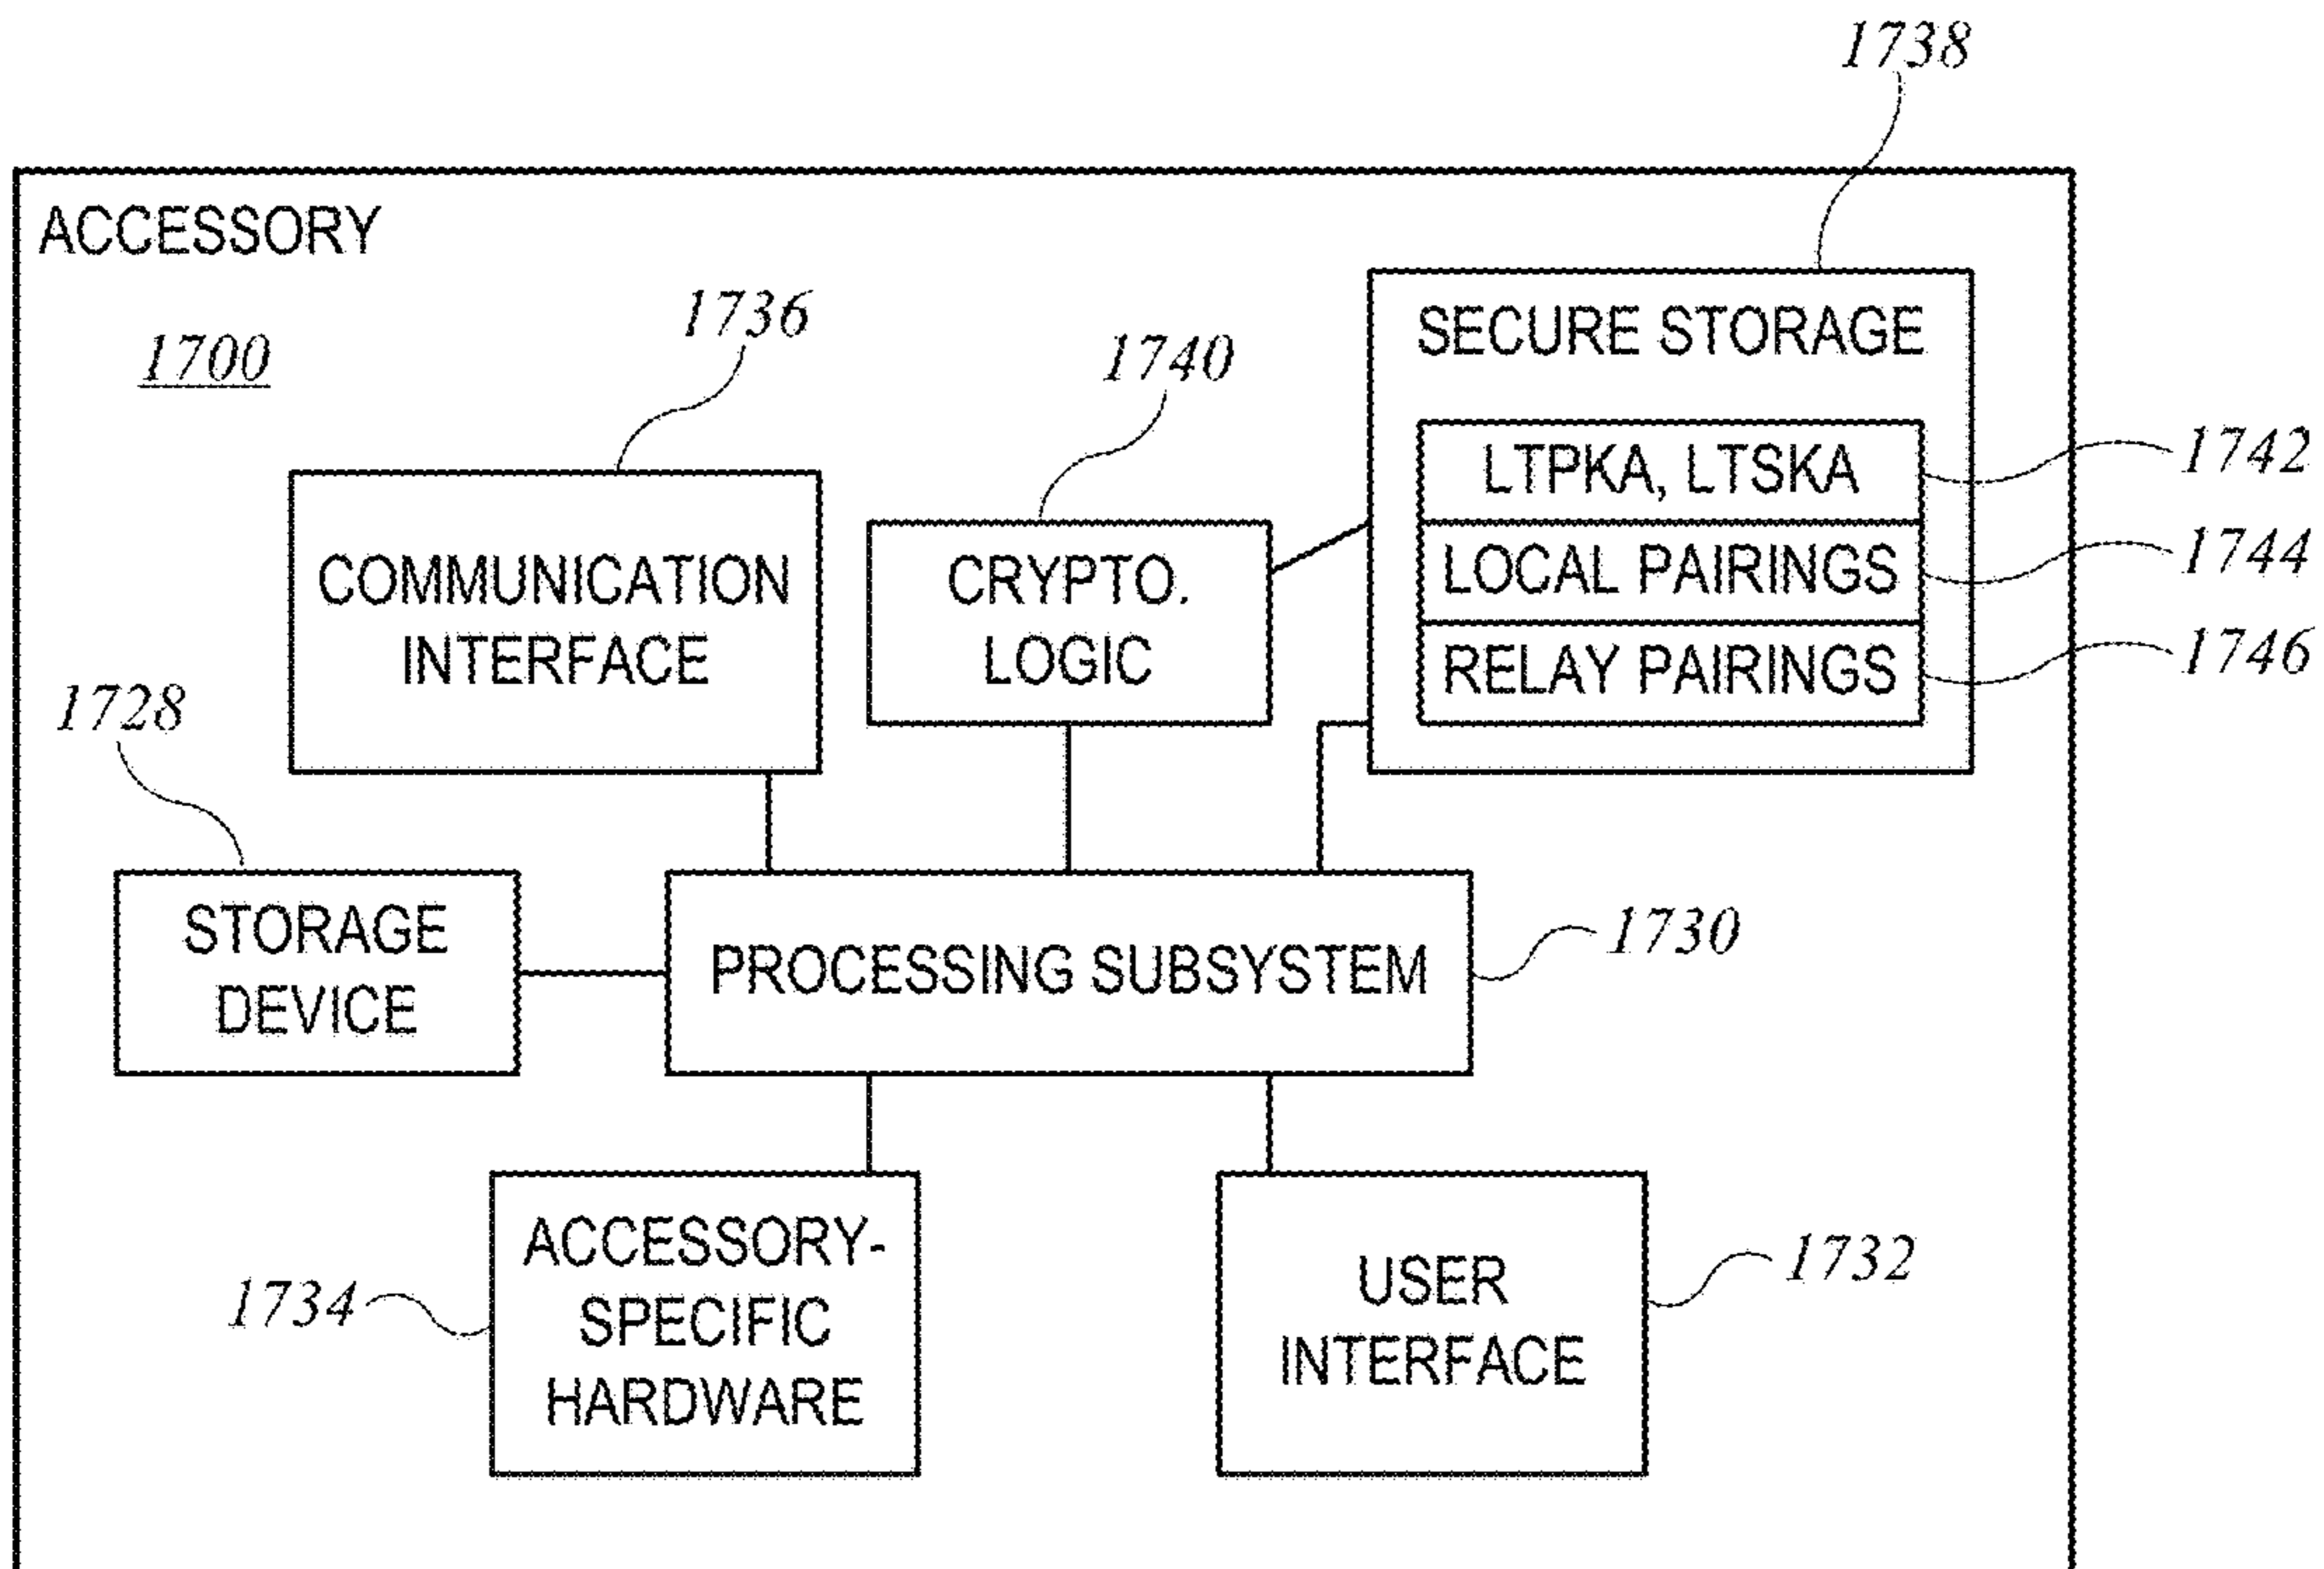 1738
ACCESSORY
1700
1736
1740
SECURE STORAGE
LTPKA, LTSKA
1742
LOCAL PAIRINGS
1744
RELAY PAIRINGS
1746
COMMUNICATION
INTERFACE
CRYPTO.
LOGIC
1728
STORAGE
DEVICE
PROCESSING SUBSYSTEM
1730
ACCESSORY-
SPECIFIC
HARDWARE
1734
USER
INTERFACE
1732